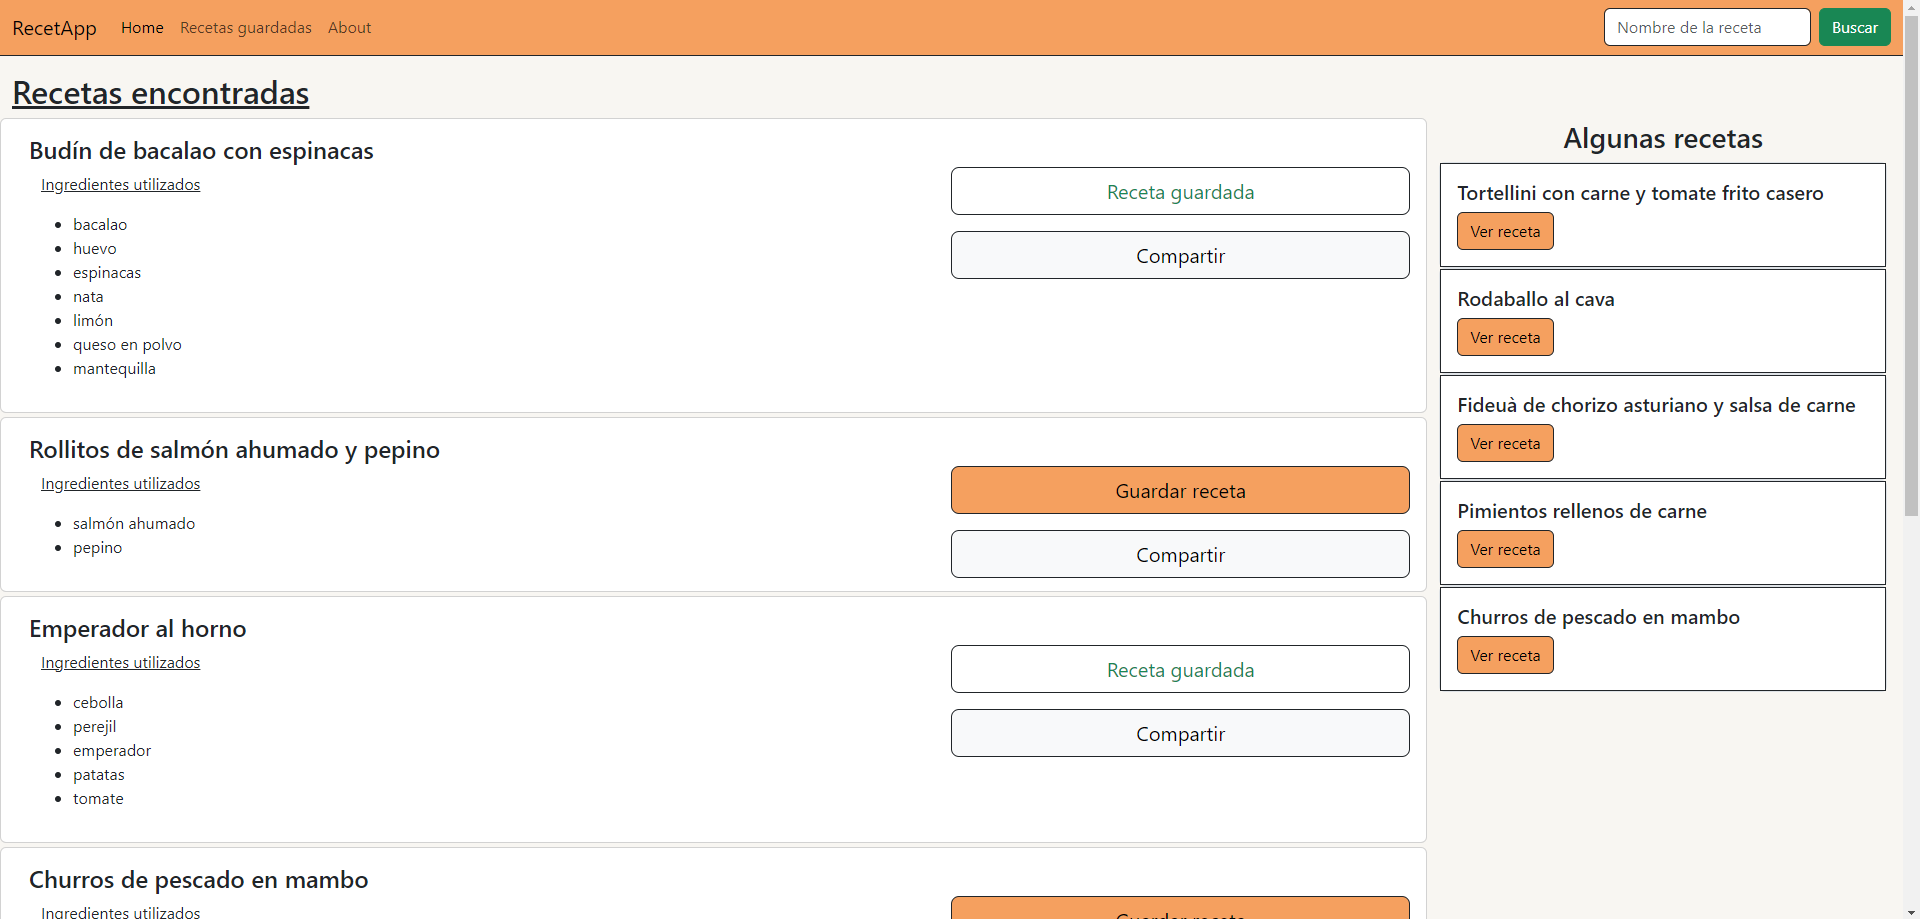 RecetApp Home Recetas guardadas About Nombre de la receta Buscar
Recetas encontradas
Budín de bacalao con espinacas
Ingredientes utilizados
bacalao
huevo
espinacas
nata
limón
queso en polvo
mantequilla
Receta guardada
Compartir
Rollitos de salmón ahumado y pepino
Ingredientes utilizados
salmón ahumado
pepino
Guardar receta
Compartir
Emperador al horno
Ingredientes utilizados
cebolla
perejil
emperador
patatas
tomate
Receta guardada
Compartir
Churros de pescado en mambo
Ingredientes utilizados
Guardar receta
Algunas recetas
Tortellini con carne y tomate frito casero
Ver receta
Rodaballo al cava
Ver receta
Fideuà de chorizo asturiano y salsa de carne
Ver receta
Pimientos rellenos de carne
Ver receta
Churros de pescado en mambo
Ver receta